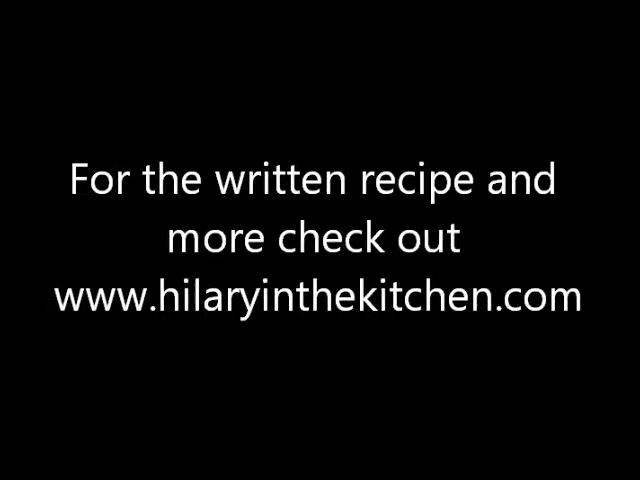 For the written recipe and
more check out
www.hilaryinthekitchen.com